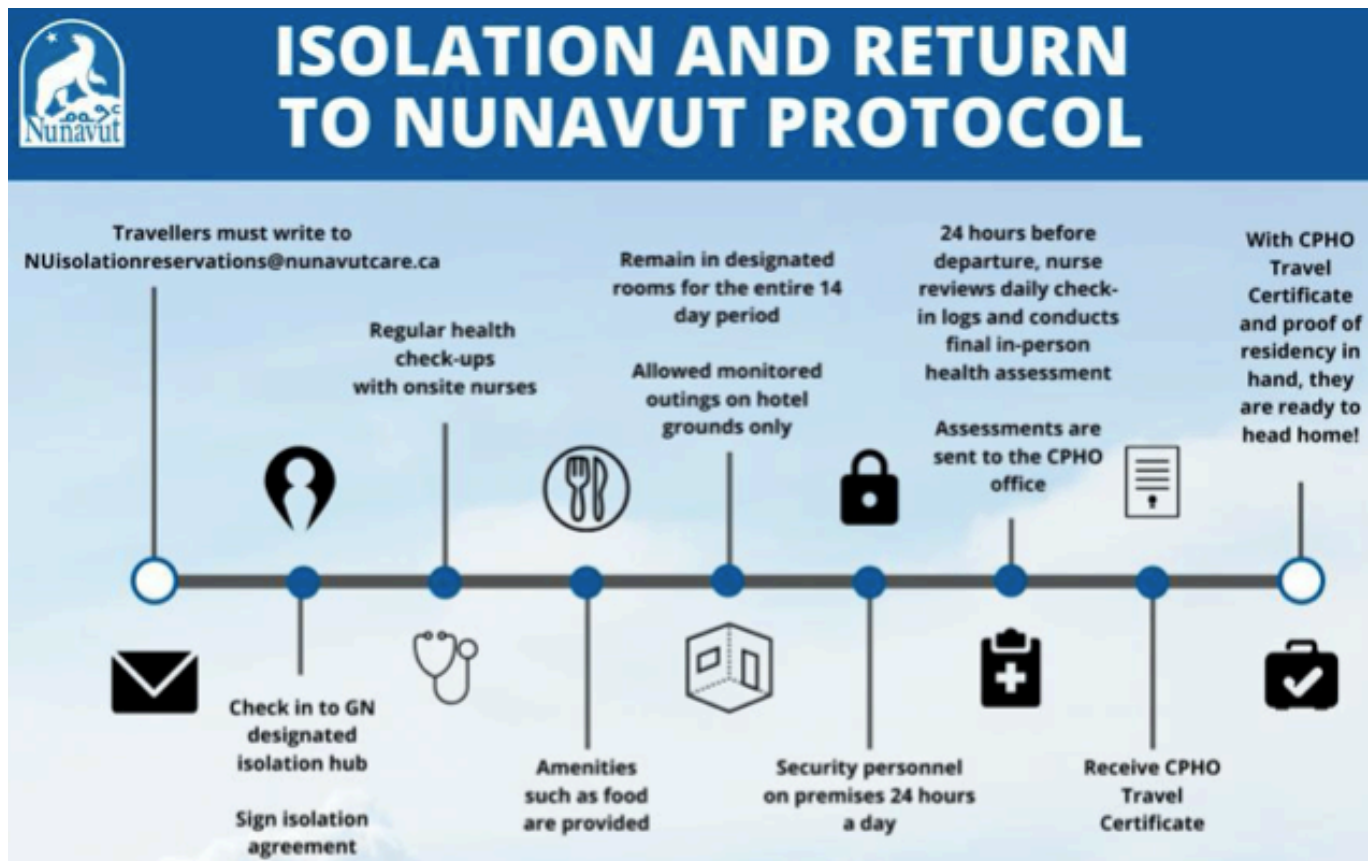 ᓄᓇᕗᑦ
Nunavut
ISOLATION AND RETURN
TO NUNAVUT PROTOCOL
Travellers must write to
NUisolationreservations@nunavutcare.ca
Check in to GN
designated
isolation hub
Sign isolation
agreement
Regular health
check-ups
with onsite nurses
Amenities
such as food
are provided
Remain in designated
rooms for the entire 14
day period
Allowed monitored
outings on hotel
grounds only
Security personnel
on premises 24 hours
a day
24 hours before
departure, nurse
reviews daily check-
in logs and conducts
final in-person
health assessment
Assessments are
sent to the CPHO
office
Receive CPHO
Travel
Certificate
With CPHO
Travel
Certificate
and proof of
residency in
hand, they
are ready to
head home!